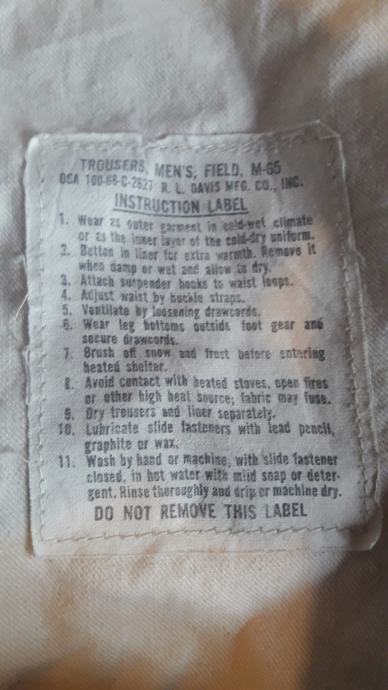 TROUSERS, MEN'S, FIELD, M-65
DSA 100-68-C-2627 R. L. DAVIS MFG. CO., INC.
INSTRUCTION LABEL
1. Wear as outer garment in cold-wet climate
or as the inner layer of the cold-dry uniform.
2. Button in liner for extra warmth. Remove it
when damp or wet and allow to dry.
3. Attach suspender hooks to waist loops.
4. Adjust waist by buckle straps.
5. Ventilate by loosening drawcords.
6. Wear leg bottoms outside foot gear and
secure drawcords.
7. Brush off snow and frost before entering
heated shelter.
8. Avoid contact with heated stoves, open fires
or other high heat source; fabric may fuse.
9. Dry trousers and liner separately.
10. Lubricate slide fasteners with lead pencil,
graphite or wax.
11. Wash by hand or machine, with slide fastener
closed, in hot water with mild soap or deter-
gent. Rinse thoroughly and drip or machine dry.
DO NOT REMOVE THIS LABEL